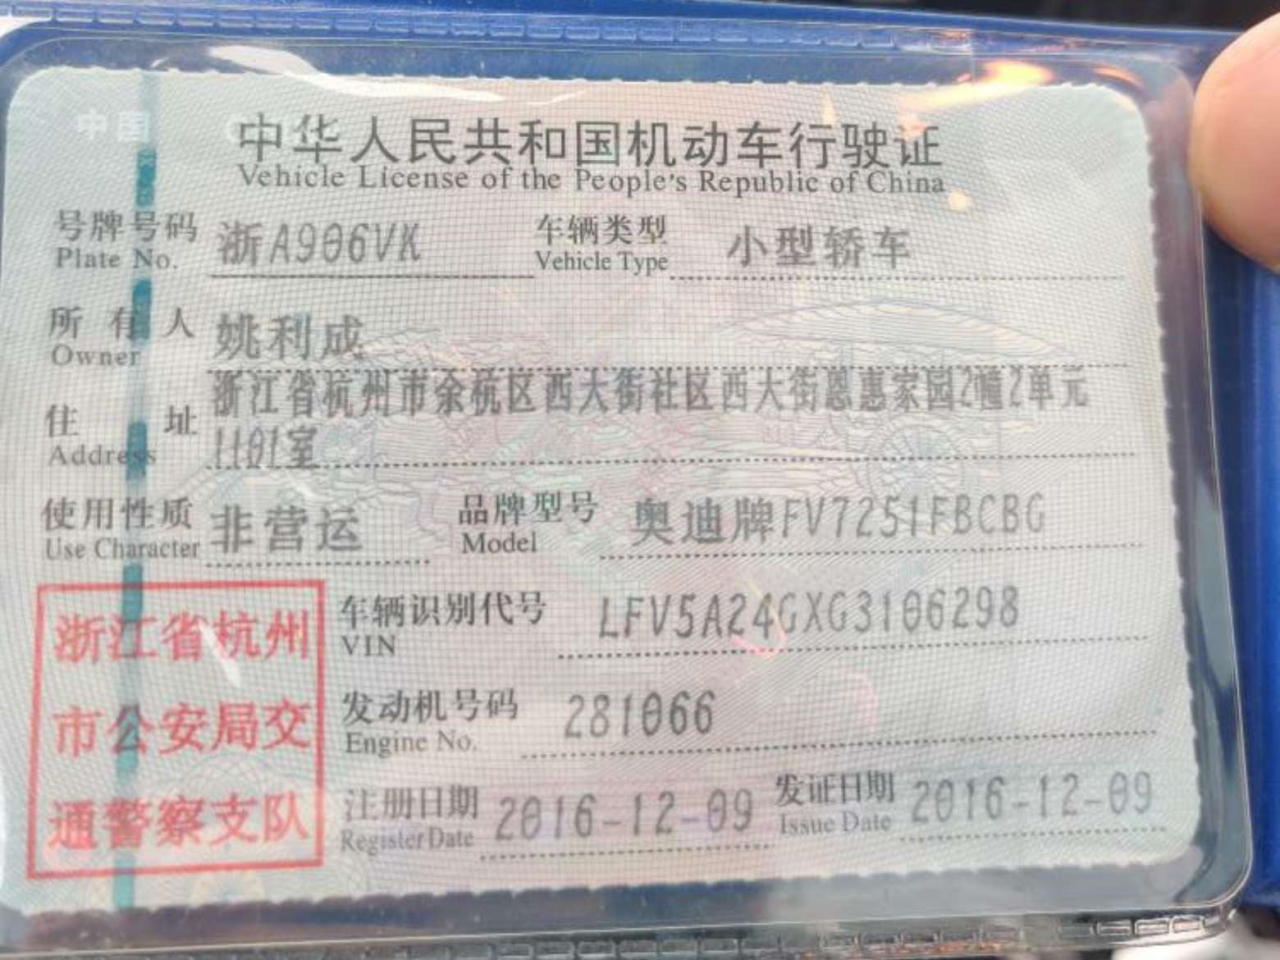 中国
中华人民共和国机动车行驶证
Vehicle License of the People's Republic of China
号牌号码 浙A906VK 车辆类型 小型轿车
Plate No. Vehicle Type
所有人 姚利成
Owner
浙江省杭州市余杭区西大街社区西大街恩惠家园2幢2单元
住址 1101室
Address
使用性质 非营运 品牌型号 奥迪牌FV7251FBCBG
Use Character Model
浙江省杭州
市公安局交
通警察支队
车辆识别代号 LFV5A24GXG3106298
VIN
发动机号码 281066
Engine No.
注册日期 2016-12-09 发证日期 2016-12-09
Register Date Issue Date